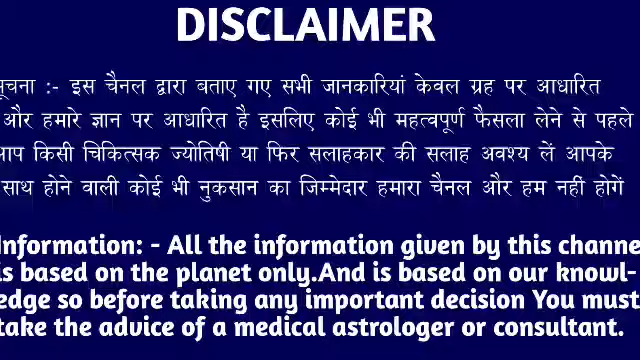 DISCLAIMER
सूचना :- इस चैनल द्वारा बताए गए सभी जानकारियां केवल ग्रह पर आधारित
और हमारे ज्ञान पर आधारित है इसलिए कोई भी महत्वपूर्ण फैसला लेने से पहले
आप किसी चिकित्सक ज्योतिषी या फिर सलाहकार की सलाह अवश्य लें आपके
साथ होने वाली कोई भी नुकसान का जिम्मेदार हमारा चैनल और हम नहीं होगें
Information: - All the information given by this channe
is based on the planet only.And is based on our knowl-
edge so before taking any important decision You must
take the advice of a medical astrologer or consultant.